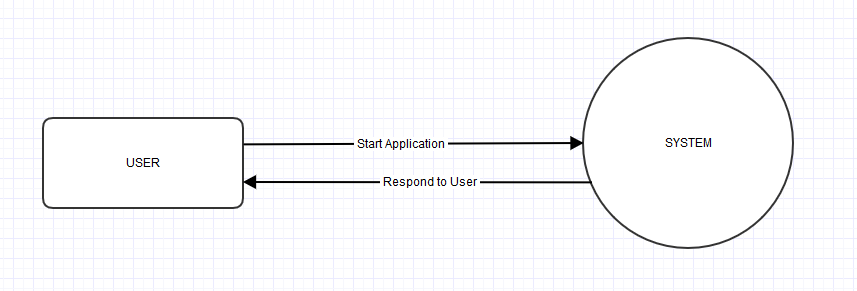 Start Application
SYSTEM
USER
Respond to User